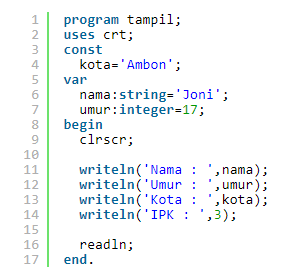 1 program tampil;
2 uses crt;
3 const
4 kota='Ambon';
5 var
6 nama:string='Joni';
7 umur:integer=17;
8 begin
9 clrscr;
10
11 writeln('Nama : ',nama);
12 writeln('Umur : ',umur);
13 writeln('Kota : ',kota);
14 writeln('IPK : ',3);
15
16 readln;
17 end.